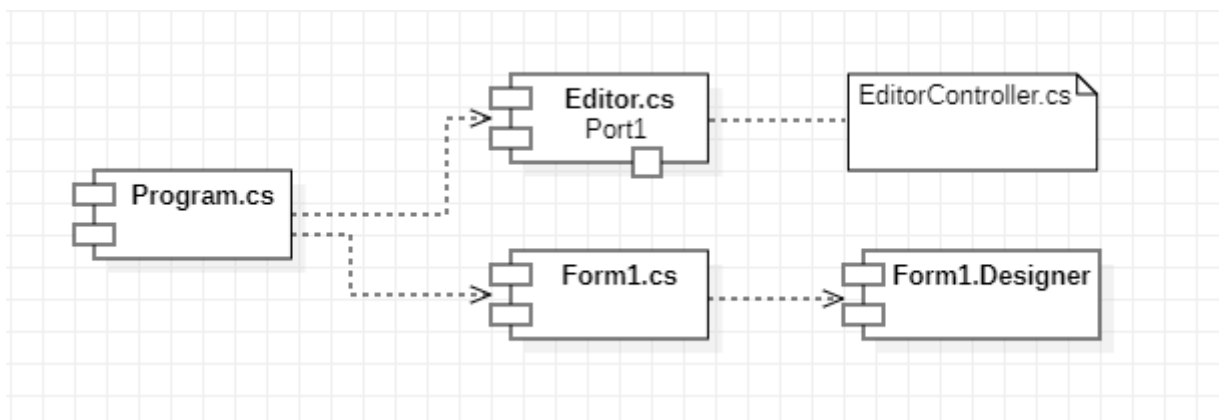 Editor.cs
Port1
EditorController.cs
Program.cs
Form1.cs
Form1.Designer